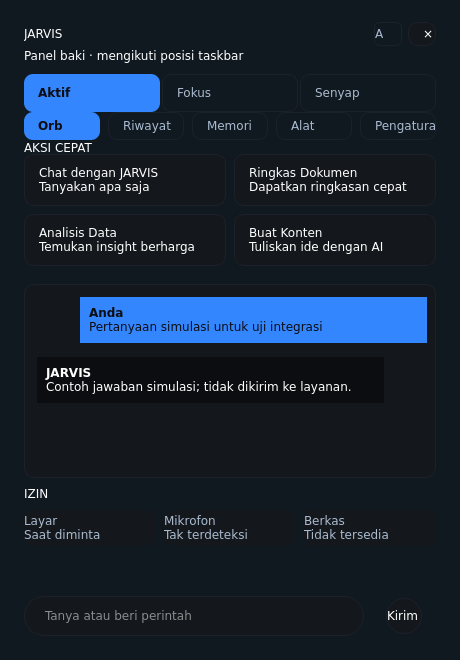 JARVIS
A
×
Panel baki · mengikuti posisi taskbar
Aktif
Fokus
Senyap
Orb
Riwayat
Memori
Alat
Pengatura
AKSI CEPAT
Chat dengan JARVIS
Tanyakan apa saja
Ringkas Dokumen
Dapatkan ringkasan cepat
Analisis Data
Temukan insight berharga
Buat Konten
Tuliskan ide dengan AI
Anda
Pertanyaan simulasi untuk uji integrasi
JARVIS
Contoh jawaban simulasi; tidak dikirim ke layanan.
IZIN
Layar
Saat diminta
Mikrofon
Tak terdeteksi
Berkas
Tidak tersedia
Tanya atau beri perintah
Kirim